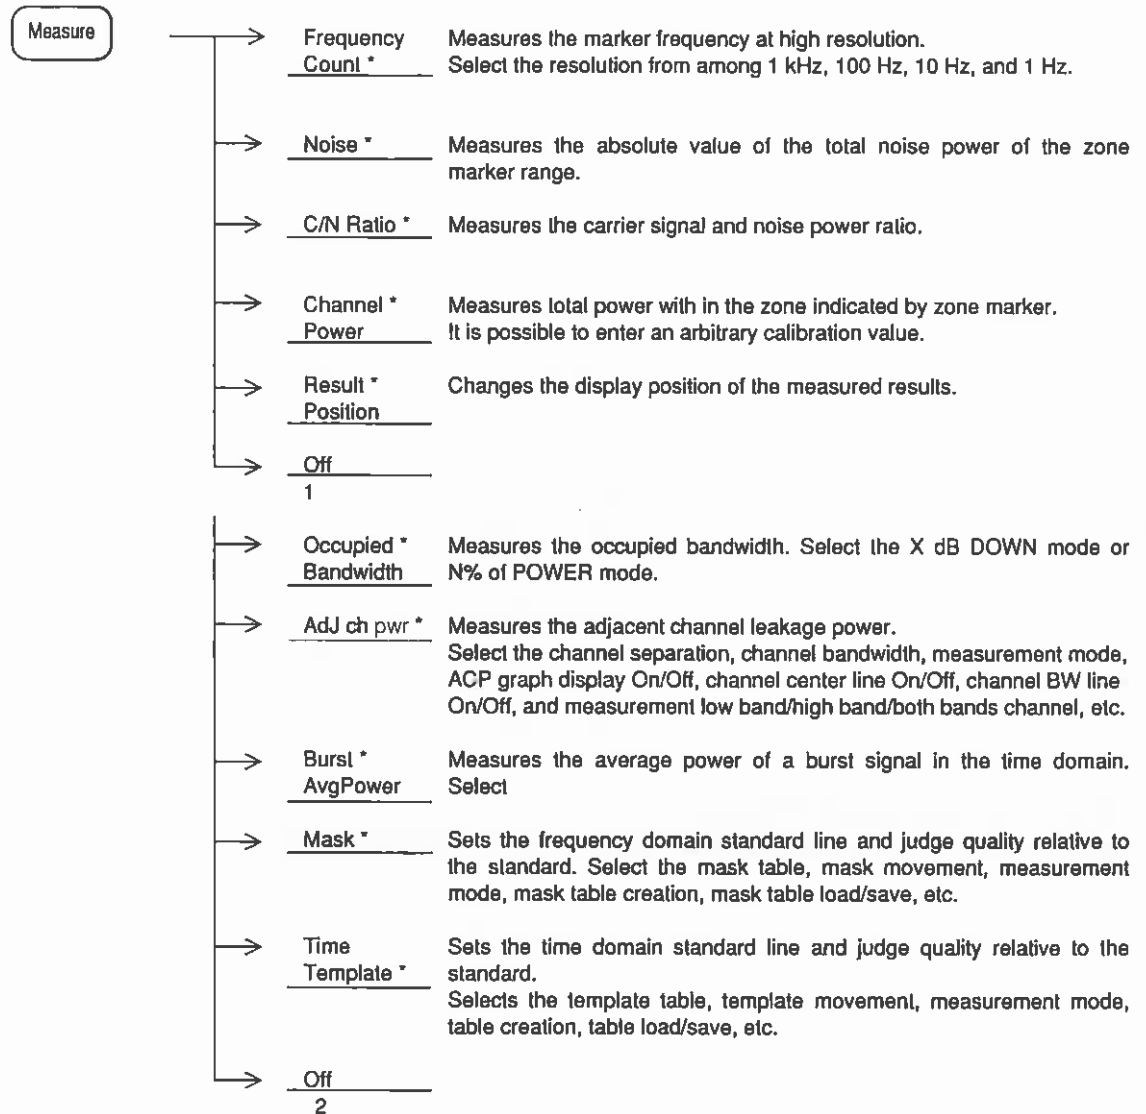 Measure
Frequency Measures the marker frequency at high resolution.
Count * Select the resolution from among 1 kHz, 100 Hz, 10 Hz, and 1 Hz.
Noise * Measures the absolute value of the total noise power of the zone
marker range.
C/N Ratio * Measures the carrier signal and noise power ratio.
Channel * Measures total power with in the zone indicated by zone marker.
Power It is possible to enter an arbitrary calibration value.
Result * Changes the display position of the measured results.
Position
Off
1
Occupied * Measures the occupied bandwidth. Select the X dB DOWN mode or
Bandwidth N% of POWER mode.
AdJ ch pwr * Measures the adjacent channel leakage power.
Select the channel separation, channel bandwidth, measurement mode,
ACP graph display On/Off, channel center line On/Off, channel BW line
On/Off, and measurement low band/high band/both bands channel, etc.
Burst * Measures the average power of a burst signal in the time domain.
AvgPower Select
Mask * Sets the frequency domain standard line and judge quality relative to
the standard. Select the mask table, mask movement, measurement
mode, mask table creation, mask table load/save, etc.
Time Sets the time domain standard line and judge quality relative to the
Template * standard.
Selects the template table, template movement, measurement mode,
table creation, table load/save, etc.
Off
2